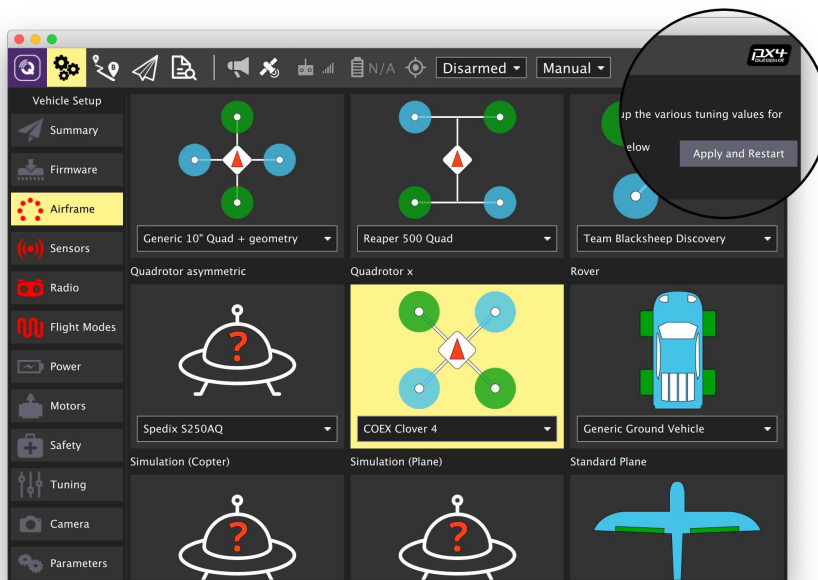 px4
autopilot
N/A
Disarmed
Manual
Vehicle Setup
Summary
Firmware
Airframe
Sensors
Radio
Flight Modes
Power
Motors
Safety
Tuning
Camera
Parameters
up the various tuning values for
elow
Apply and Restart
Generic 10" Quad + geometry
Reaper 500 Quad
Team Blacksheep Discovery
Quadrotor asymmetric
Quadrotor x
Rover
?
Spedix S250AQ
COEX Clover 4
Generic Ground Vehicle
Simulation (Copter)
Simulation (Plane)
Standard Plane
?
?